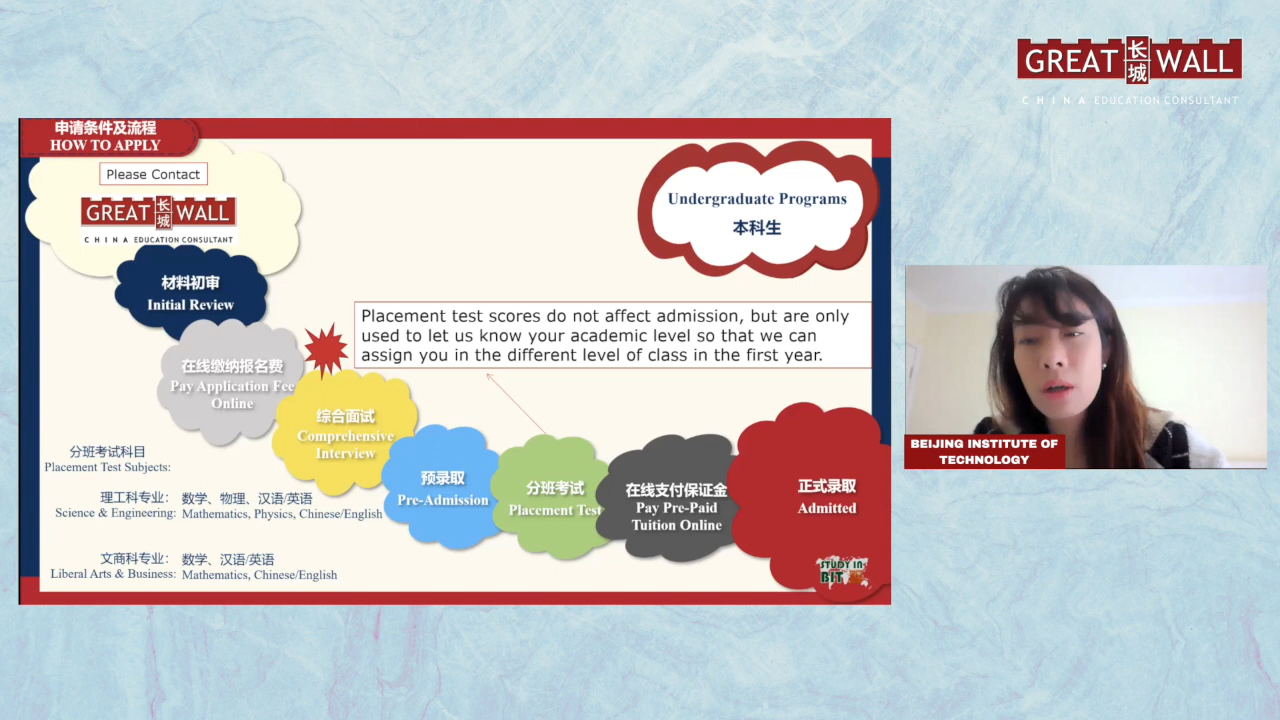 GREAT 长城 WALL
CHINA EDUCATION CONSULTANT
申请条件及流程
HOW TO APPLY
Please Contact
GREAT 长城 WALL
CHINA EDUCATION CONSULTANT
Undergraduate Programs
本科生
材料初审
Initial Review
在线缴纳报名费
Pay Application Fee
Online
Placement test scores do not affect admission, but are only
used to let us know your academic level so that we can
assign you in the different level of class in the first year.
综合面试
Comprehensive
Interview
预录取
Pre-Admission
分班考试
Placement Test
在线支付保证金
Pay Pre-Paid
Tuition Online
正式录取
Admitted
STUDY IN
BIT
分班考试科目
Placement Test Subjects:
理工科专业： 数学、物理、汉语/英语
Science & Engineering: Mathematics, Physics, Chinese/English
文商科专业： 数学、汉语/英语
Liberal Arts & Business: Mathematics, Chinese/English
BEIJING INSTITUTE OF
TECHNOLOGY